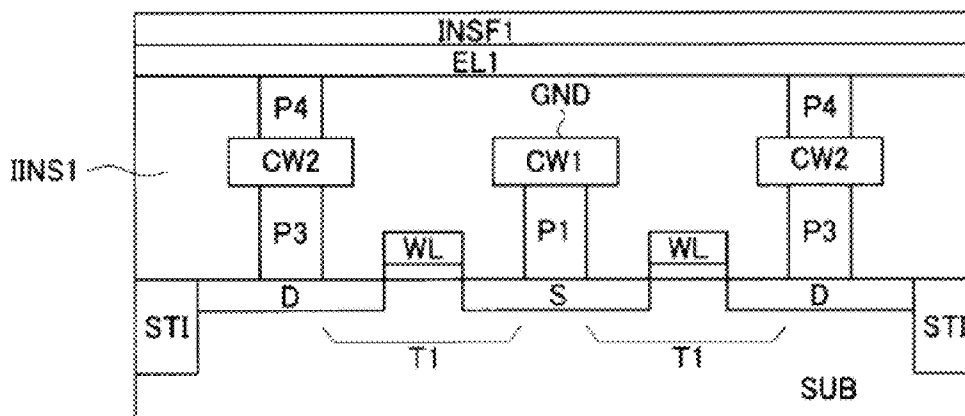 INSF1
EL1
P4 GND P4
CW2 CW1 CW2
IINS1
P3 P1 P3
WL WL
D S D
STI STI
T1 T1
SUB